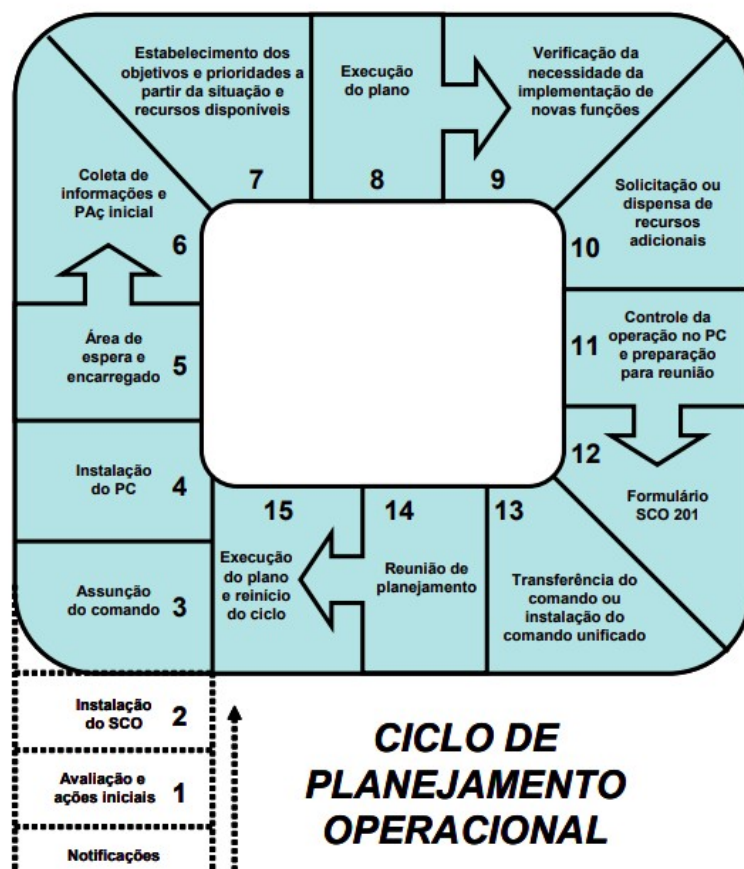 Estabelecimento dos
objetivos e prioridades a
partir da situação e
recursos disponíveis
7
Execução
do plano
8
Verificação da
necessidade da
implementação de
novas funções
9
Coleta de
informações e
PAç inicial
6
Solicitação ou
dispensa de
recursos
adicionais
10
Área de
espera e
encarregado
5
Controle da
operação no PC
e preparação
para reunião
11
Instalação
do PC
4
12
Formulário
SCO 201
Assunção
do comando
3
15
Execução
do plano
e reinício
do ciclo
14
Reunião de
planejamento
13
Transferência do
comando ou
instalação do
comando unificado
Instalação
do SCO
2
Avaliação e
ações iniciais
1
Notificações
CICLO DE
PLANEJAMENTO
OPERACIONAL